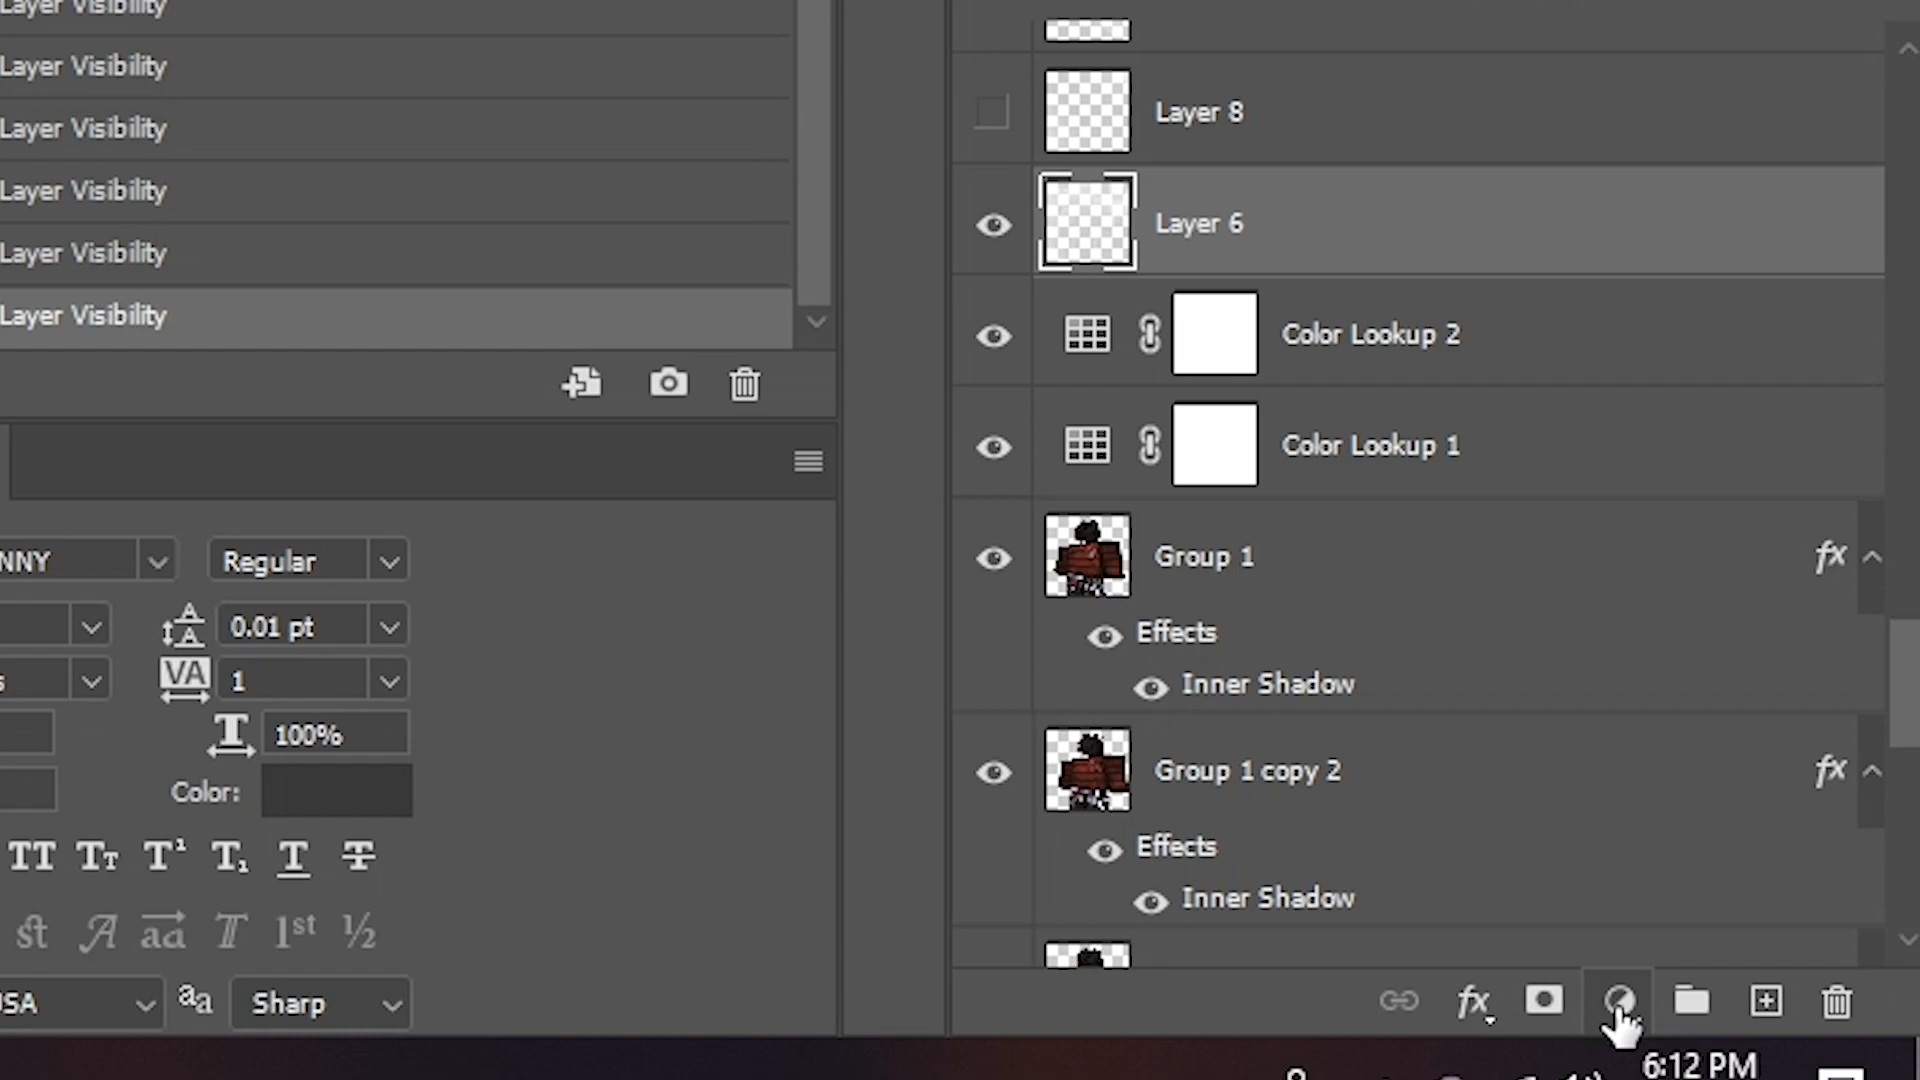 Layer Visibility
Layer Visibility
Layer Visibility
Layer Visibility
Layer Visibility
Layer Visibility
NNY
Regular
0.01 pt
VA
1
T
100%
Color:
TT Tт T¹ T₁ T T
st A aa T 1st ½
USA
aa
Sharp
Layer 8
Layer 6
Color Lookup 2
Color Lookup 1
Group 1
fx
Effects
Inner Shadow
Group 1 copy 2
fx
Effects
Inner Shadow
fx
6:12 PM